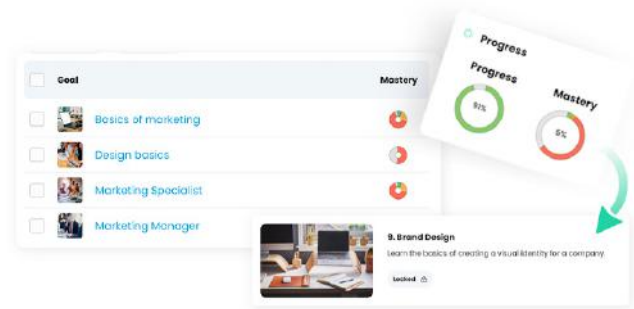 Goal
Mastery
Basics of marketing
Design basics
Marketing Specialist
Marketing Manager
Progress
Progress
91%
Mastery
5%
9. Brand Design
Learn the basics of creating a visual identity for a company.
Locked